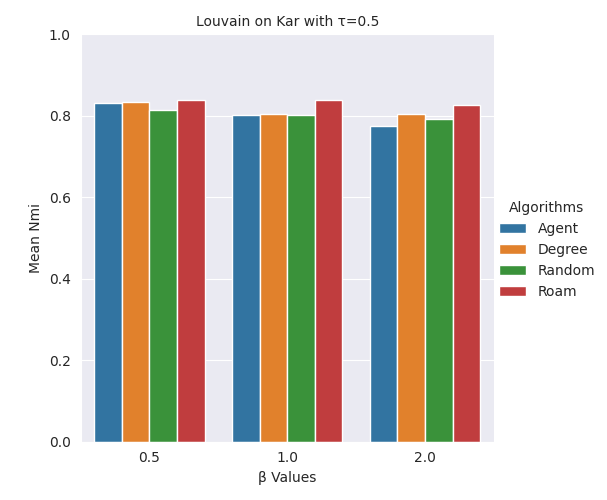 Louvain on Kar with τ=0.5
1.0
0.8
0.6
0.4
0.2
0.0
Mean Nmi
0.5 1.0 2.0
β Values
Algorithms
Agent
Degree
Random
Roam